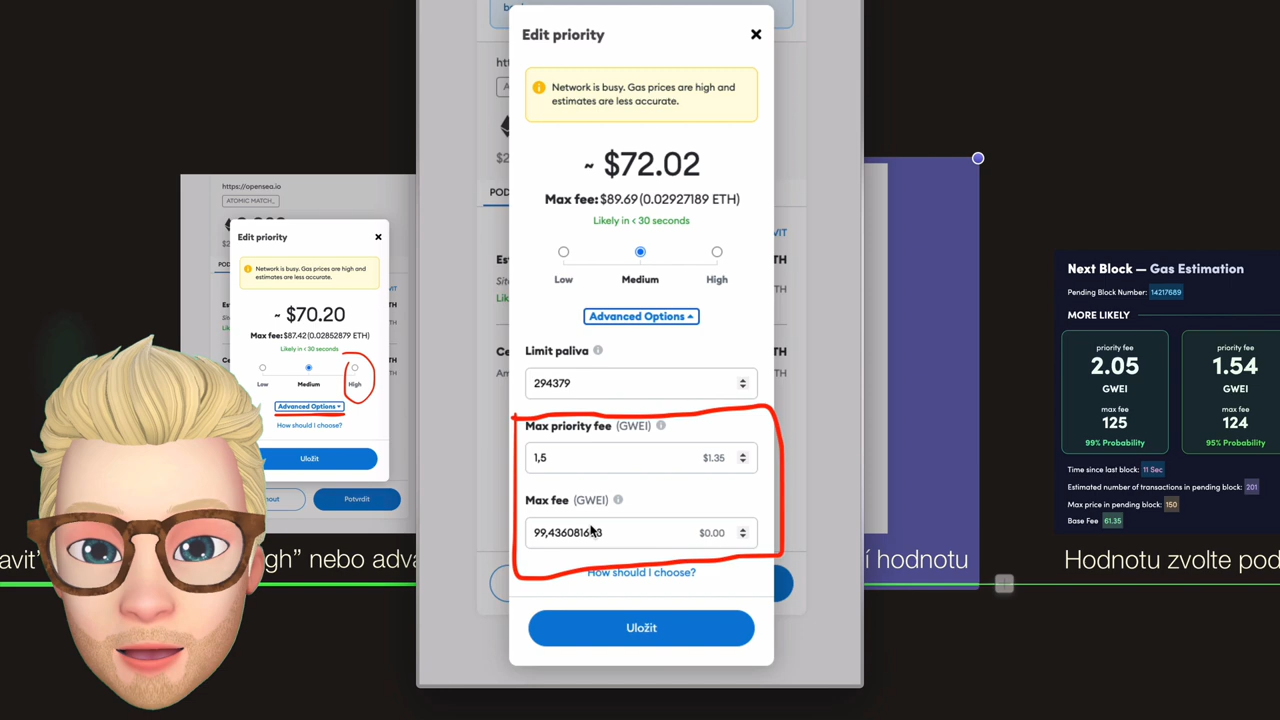 https://opensea.io
ATOMIC MATCH_
Edit priority
Network is busy. Gas prices are high and
estimates are less accurate.
~ $70.20
Max fee: $87.42 (0.02852879 ETH)
Likely in < 30 seconds
Low Medium High
Advanced Options
How should I choose?
Uložit
Potvrdit
Edit priority
Network is busy. Gas prices are high and
estimates are less accurate.
~ $72.02
Max fee: $89.69 (0.02927189 ETH)
Likely in < 30 seconds
Low Medium High
Advanced Options
Limit paliva
294379
Max priority fee (GWEI)
1,5 $1.35
Max fee (GWEI)
$0.00
How should I choose?
Uložit
Next Block — Gas Estimation
Pending Block Number: 14217689
MORE LIKELY
priority fee
2.05
GWEI
max fee
125
99% Probability
priority fee
1.54
GWEI
max fee
124
95% Probability
Time since last block: 11 Sec
Estimated number of transactions in pending block: 201
Max price in pending block: 150
Base Fee 61.35
nebo
hodnotu
Hodnotu zvolte pod